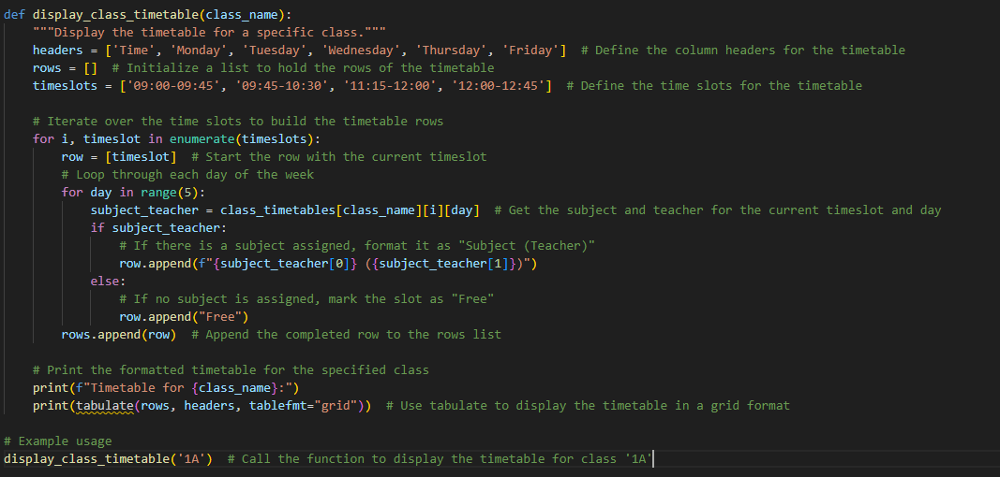 def display_class_timetable(class_name):
    """Display the timetable for a specific class."""
    headers = ['Time', 'Monday', 'Tuesday', 'Wednesday', 'Thursday', 'Friday']  # Define the column headers for the timetable
    rows = []  # Initialize a list to hold the rows of the timetable
    timeslots = ['09:00-09:45', '09:45-10:30', '11:15-12:00', '12:00-12:45']  # Define the time slots for the timetable

    # Iterate over the time slots to build the timetable rows
    for i, timeslot in enumerate(timeslots):
        row = [timeslot]  # Start the row with the current timeslot
        # Loop through each day of the week
        for day in range(5):
            subject_teacher = class_timetables[class_name][i][day]  # Get the subject and teacher for the current timeslot and day
            if subject_teacher:
                # If there is a subject assigned, format it as "Subject (Teacher)"
                row.append(f"{subject_teacher[0]} ({subject_teacher[1]})")
            else:
                # If no subject is assigned, mark the slot as "Free"
                row.append("Free")
        rows.append(row)  # Append the completed row to the rows list

    # Print the formatted timetable for the specified class
    print(f"Timetable for {class_name}:")
    print(tabulate(rows, headers, tablefmt="grid"))  # Use tabulate to display the timetable in a grid format

# Example usage
display_class_timetable('1A')  # Call the function to display the timetable for class '1A'